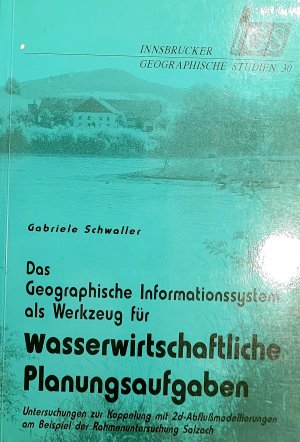 INNSBRUCKER
GEOGRAPHISCHE STUDIEN 30
Gabriele Schwaller
Das
Geographische Informationssystem
als Werkzeug für
Wasserwirtschaftliche
Planungsaufgaben
Untersuchungen zur Koppelung mit 2d-Abflußmodellierungen
am Beispiel der Rahmenuntersuchung Salzach